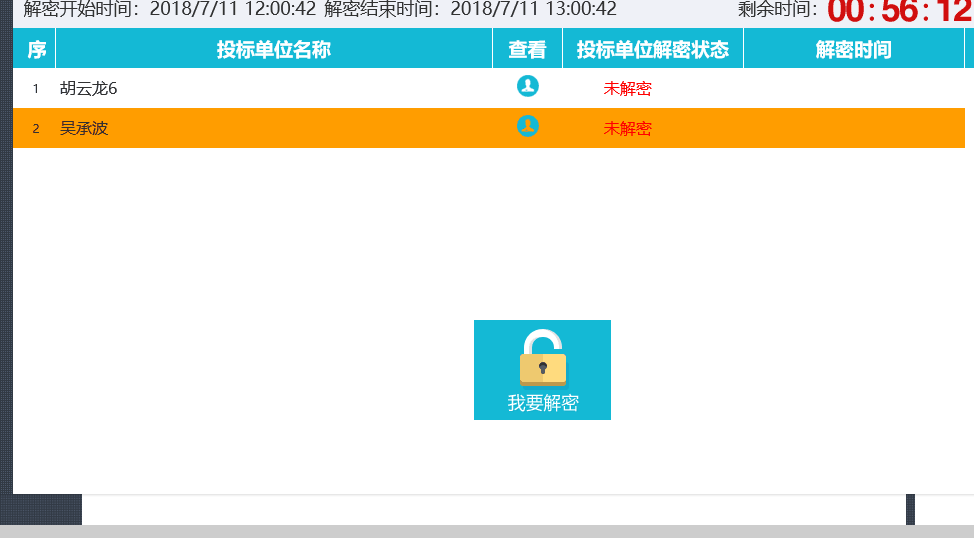 解密开始时间：2018/7/11 12:00:42 解密结束时间：2018/7/11 13:00:42 剩余时间：00:56:12
序 投标单位名称 查看 投标单位解密状态 解密时间
1 胡云龙6 未解密
2 吴承波 未解密
我要解密